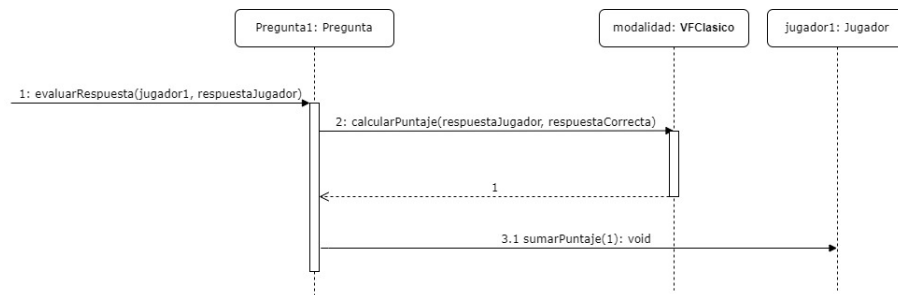 Pregunta1: Pregunta
modalidad: VFClasico
jugador1: Jugador
1: evaluarRespuesta(jugador1, respuestaJugador)
2: calcularPuntaje(respuestaJugador, respuestaCorrecta)
1
3.1 sumarPuntaje(1): void